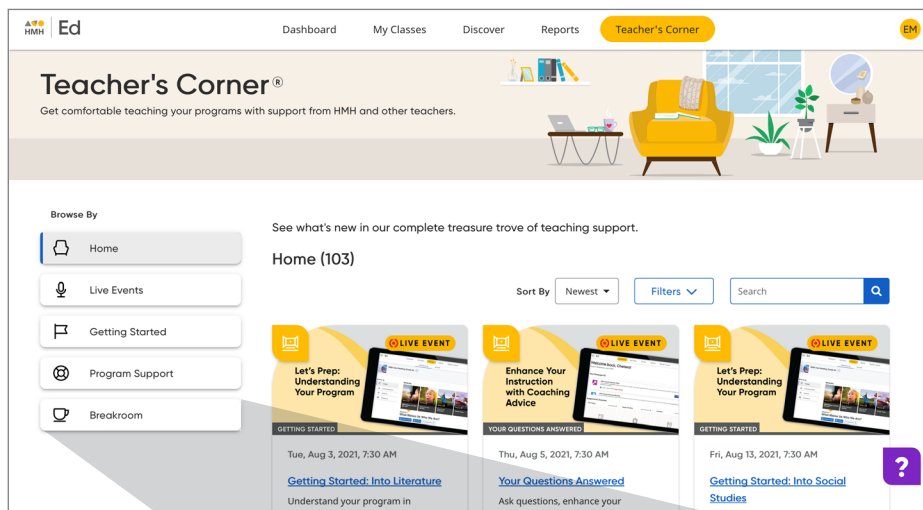 HMH
Ed
Dashboard
My Classes
Discover
Reports
Teacher's Corner
EM
Teacher's Corner®
Get comfortable teaching your programs with support from HMH and other teachers.
Browse By
Home
Live Events
Getting Started
Program Support
Breakroom
See what's new in our complete treasure trove of teaching support.
Home (103)
Sort By
Newest
Filters
Search
LIVE EVENT
Let's Prep:
Understanding
Your Program
GETTING STARTED
Tue, Aug 3, 2021, 7:30 AM
Getting Started: Into Literature
Understand your program in
LIVE EVENT
Enhance Your
Instruction
with Coaching
Advice
YOUR QUESTIONS ANSWERED
Thu, Aug 5, 2021, 7:30 AM
Your Questions Answered
Ask questions, enhance your
LIVE EVENT
Let's Prep:
Understanding
Your Program
GETTING STARTED
Fri, Aug 13, 2021, 7:30 AM
Getting Started: Into Social
Studies
?